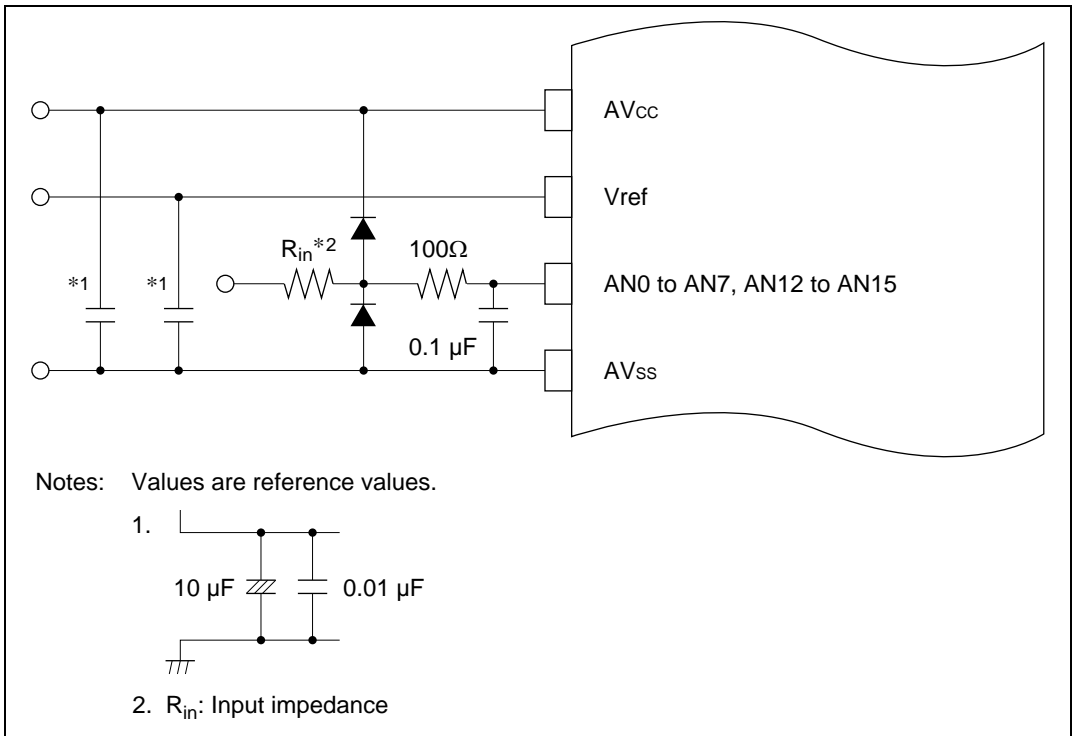 AVcc
Vref
Rin*2
100Ω
*1
*1
AN0 to AN7, AN12 to AN15
0.1 µF
AVss
Notes: Values are reference values.
1.
10 µF
0.01 µF
2. Rin: Input impedance